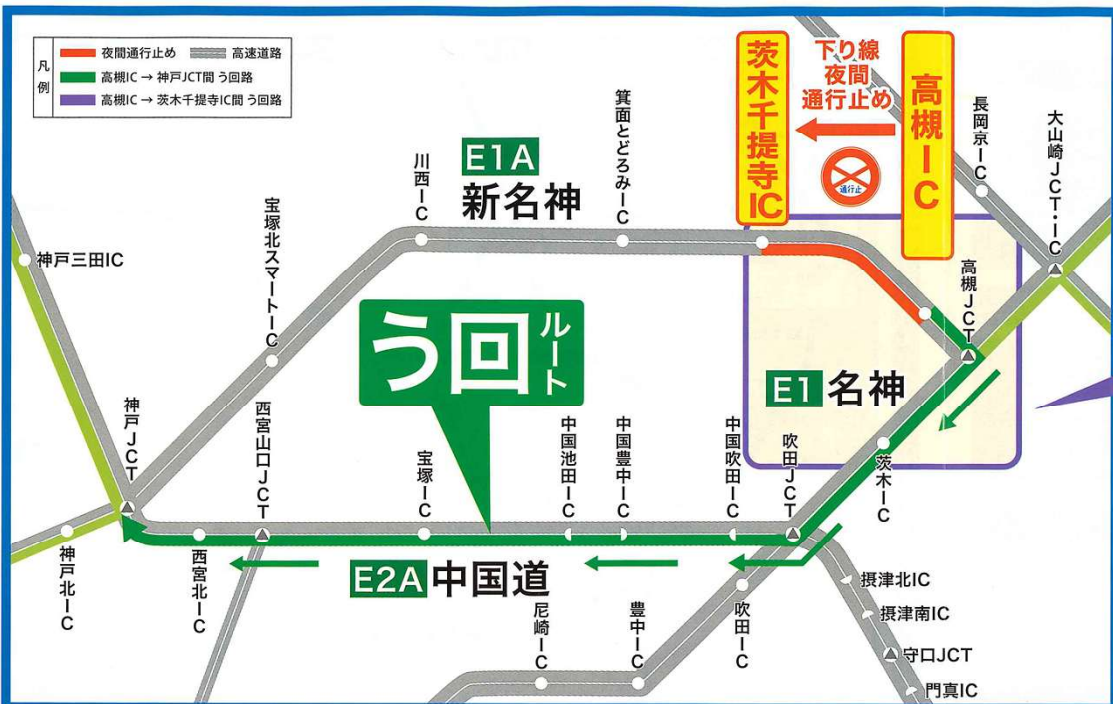 凡例
夜間通行止め
高速道路
高槻IC → 神戸JCT間 う回路
高槻IC → 茨木千提寺IC間 う回路
茨木千提寺IC
下り線
夜間
通行止め
通行止
高槻IC
長岡京IC
大山崎JCT・IC
箕面とどろみIC
川西IC
E1A
新名神
宝塚北スマートIC
神戸三田IC
高槻JCT
う回
ルート
E1 名神
神戸JCT
西宮山口JCT
宝塚IC
中国池田IC
中国豊中IC
中国吹田IC
吹田JCT
茨木IC
神戸北IC
西宮北IC
E2A 中国道
尼崎IC
豊中IC
吹田IC
摂津北IC
摂津南IC
守口JCT
門真IC